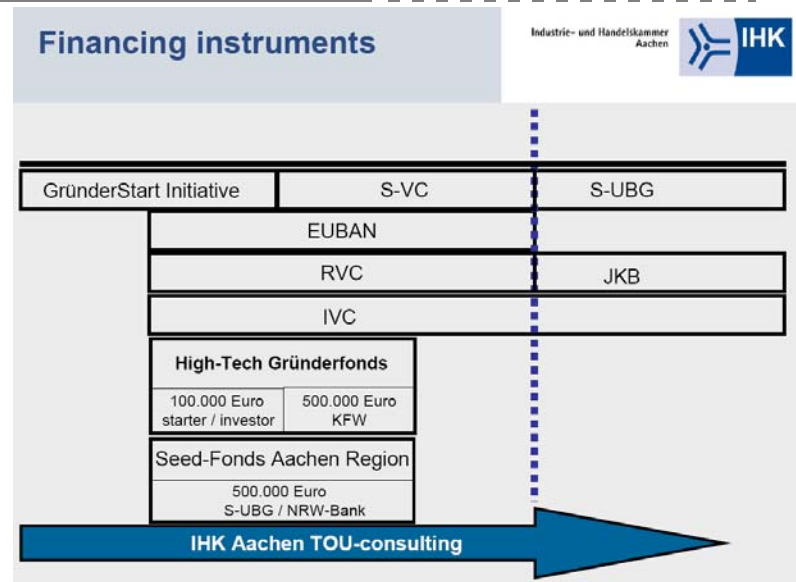 Financing instruments
Industrie- und Handelskammer
Aachen
IHK
GründerStart Initiative
S-VC
S-UBG
EUBAN
RVC
JKB
IVC
High-Tech Gründerfonds
100.000 Euro
starter / investor
500.000 Euro
KFW
Seed-Fonds Aachen Region
500.000 Euro
S-UBG / NRW-Bank
IHK Aachen TOU-consulting